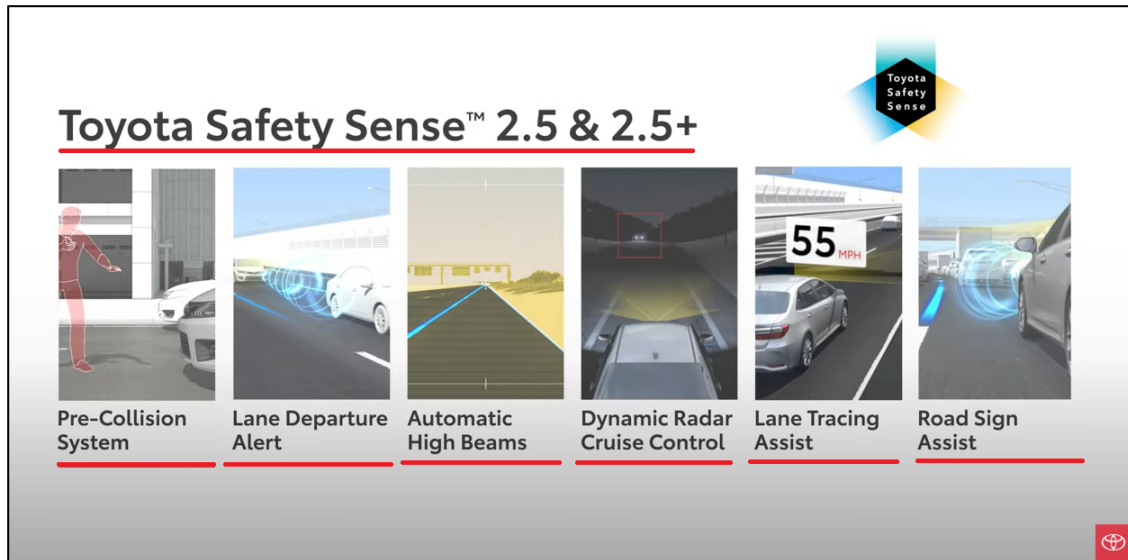 Toyota
Safety
Sense
Toyota Safety Sense™ 2.5 & 2.5+
55 MPH
Pre-Collision
System
Lane Departure
Alert
Automatic
High Beams
Dynamic Radar
Cruise Control
Lane Tracing
Assist
Road Sign
Assist